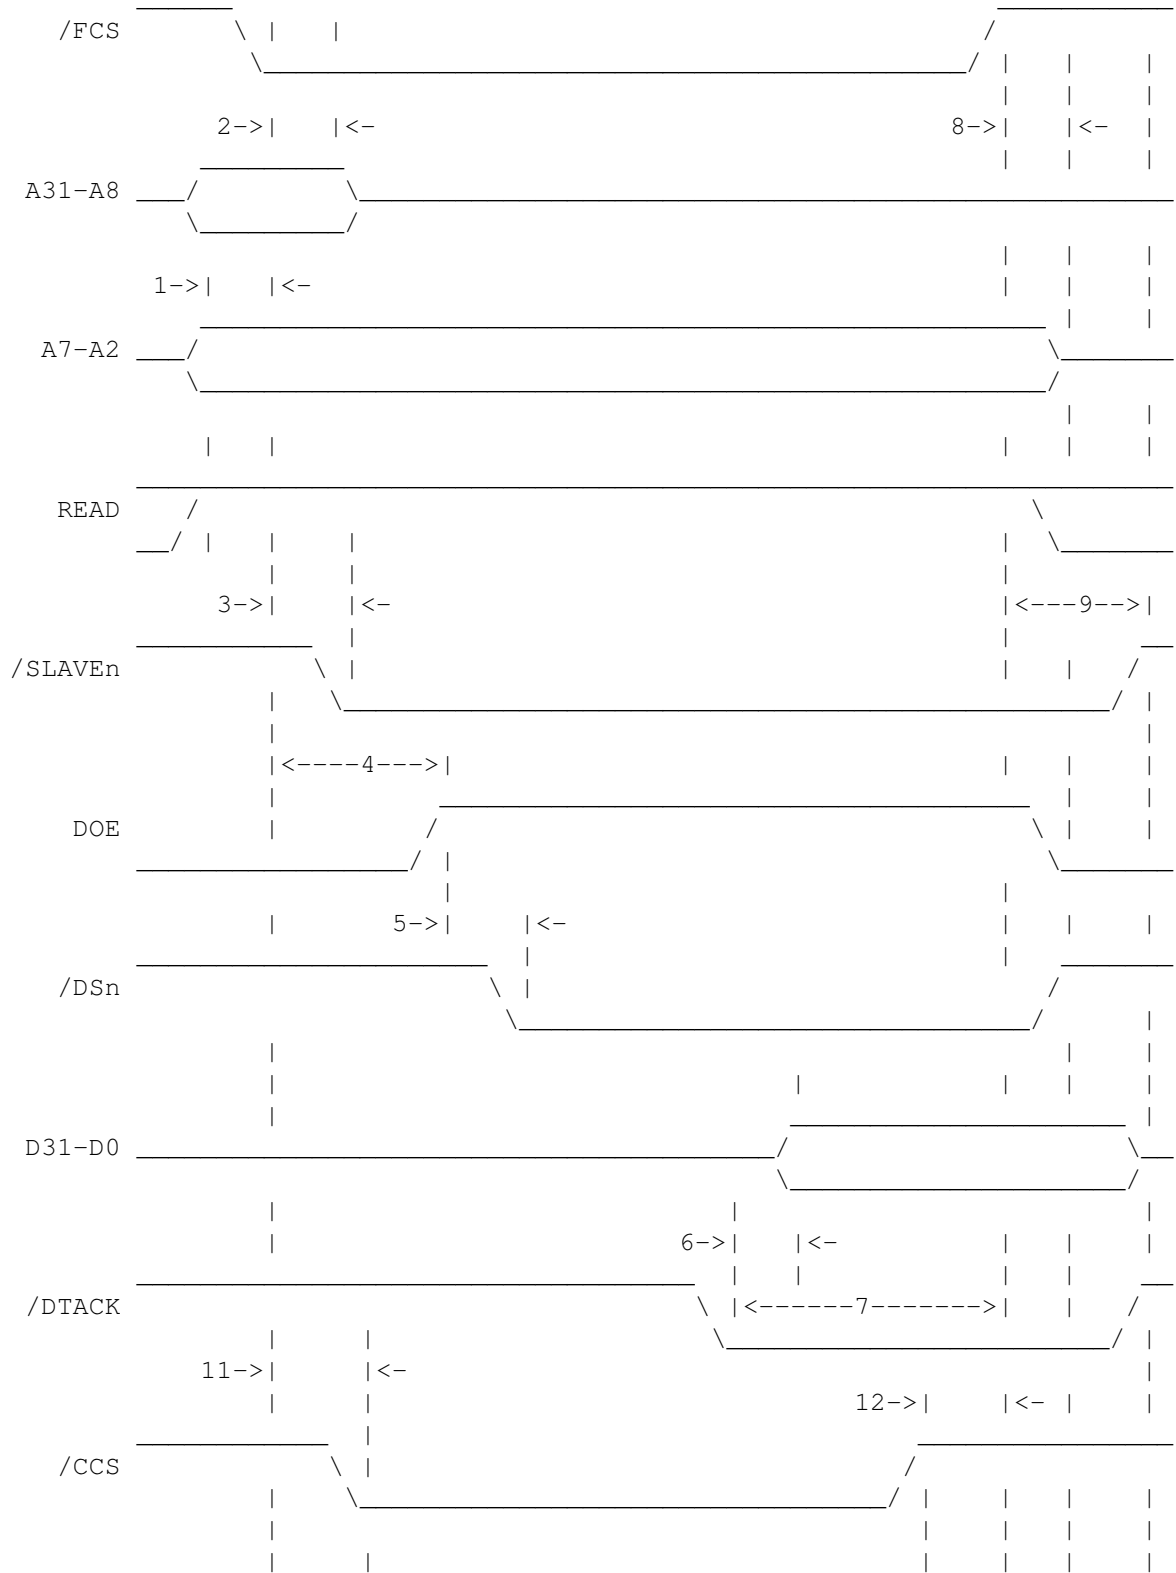 /FCS
2->| |<- 8->| |<-
A31-A8
1->| |<-
A7-A2
READ
3->| |<- |<---9-->|
/SLAVEn
|<----4--->|
DOE
5->| |<-
/DSn
D31-D0
6->| |<-
/DTACK |<------7------->|
11->| |<-
12->| |<-
/CCS